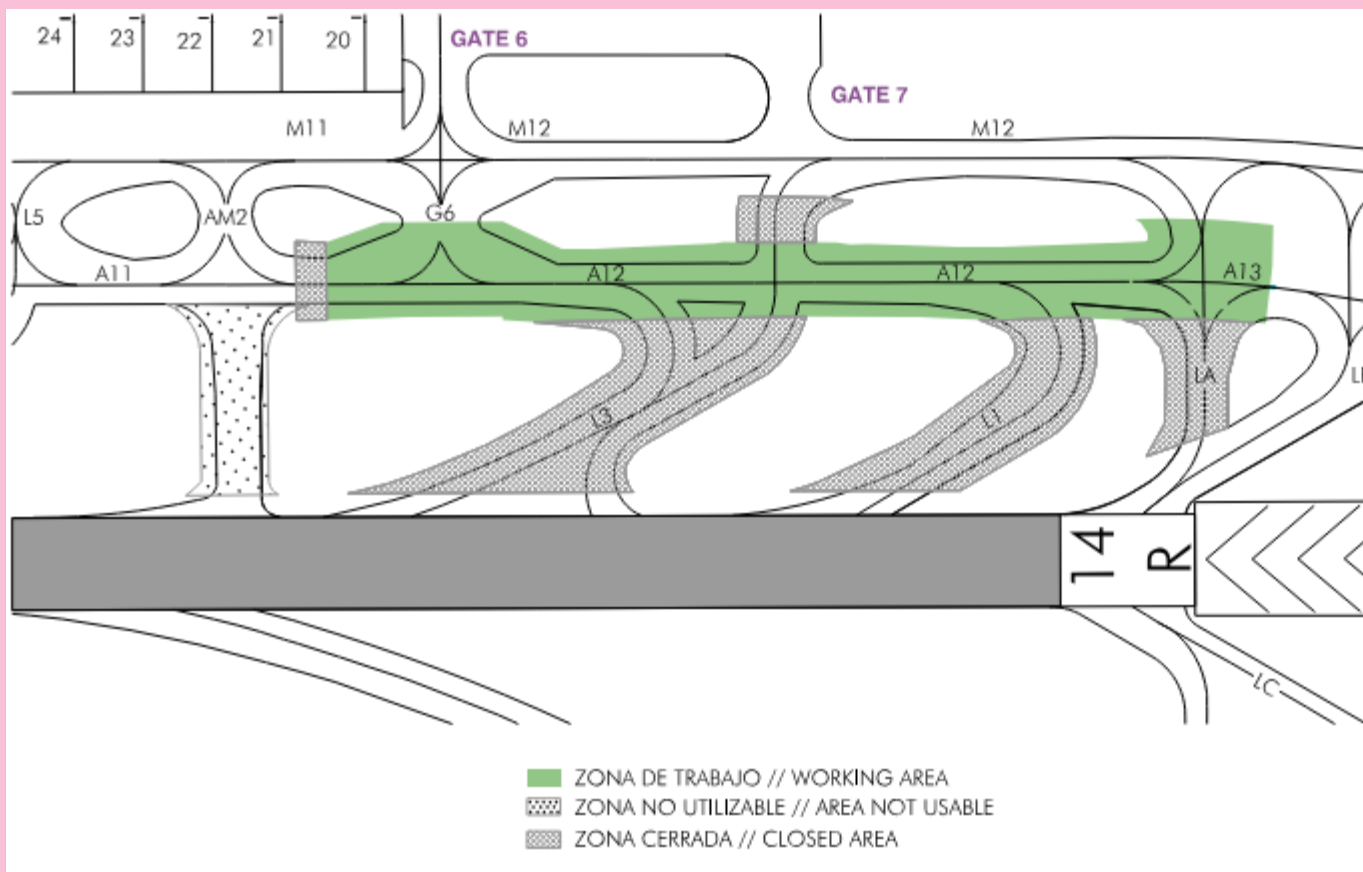 24 23 22 21 20
GATE 6
GATE 7
M11 M12 M12
L5 AM2 G6
A11 A12 A12 A13
L3 L1 LA
14 R
LC
ZONA DE TRABAJO // WORKING AREA
ZONA NO UTILIZABLE // AREA NOT USABLE
ZONA CERRADA // CLOSED AREA